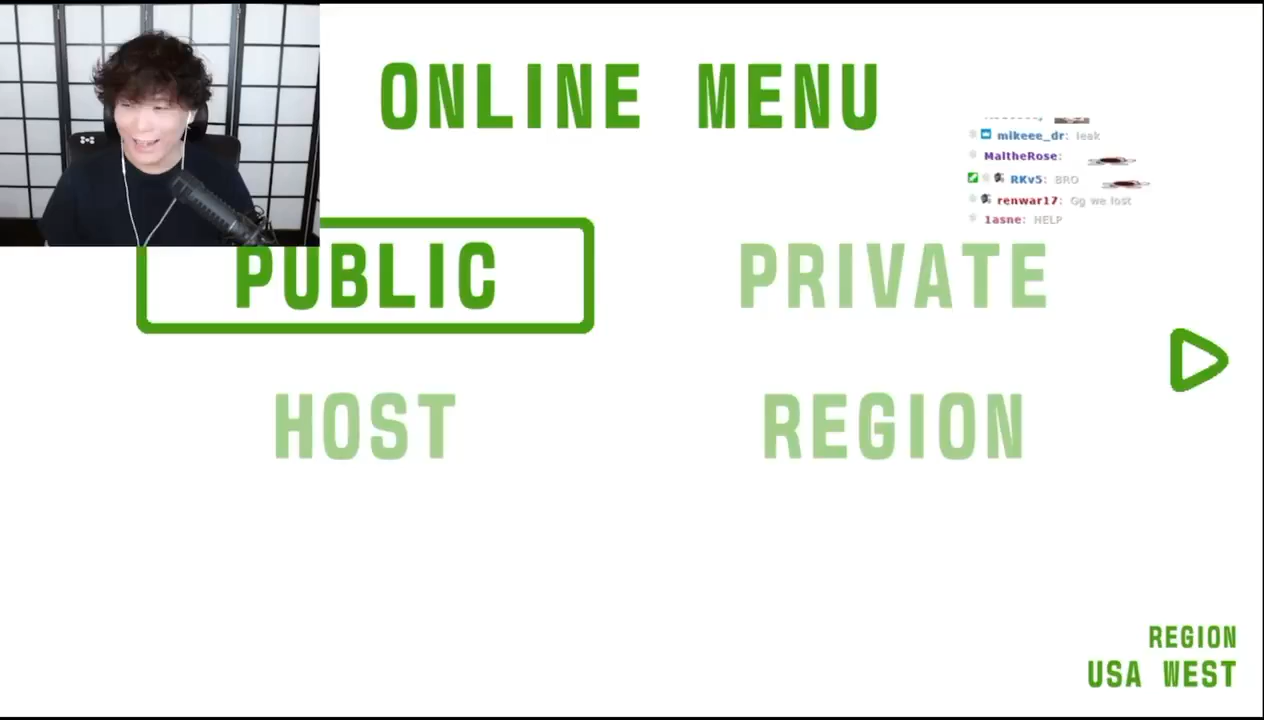 ONLINE MENU
mikeee_dr: leak
MaltheRose:
RKv5: BRO
renwar17: Gg we lost
1asne: HELP
PUBLIC
PRIVATE
HOST
REGION
REGION
USA WEST